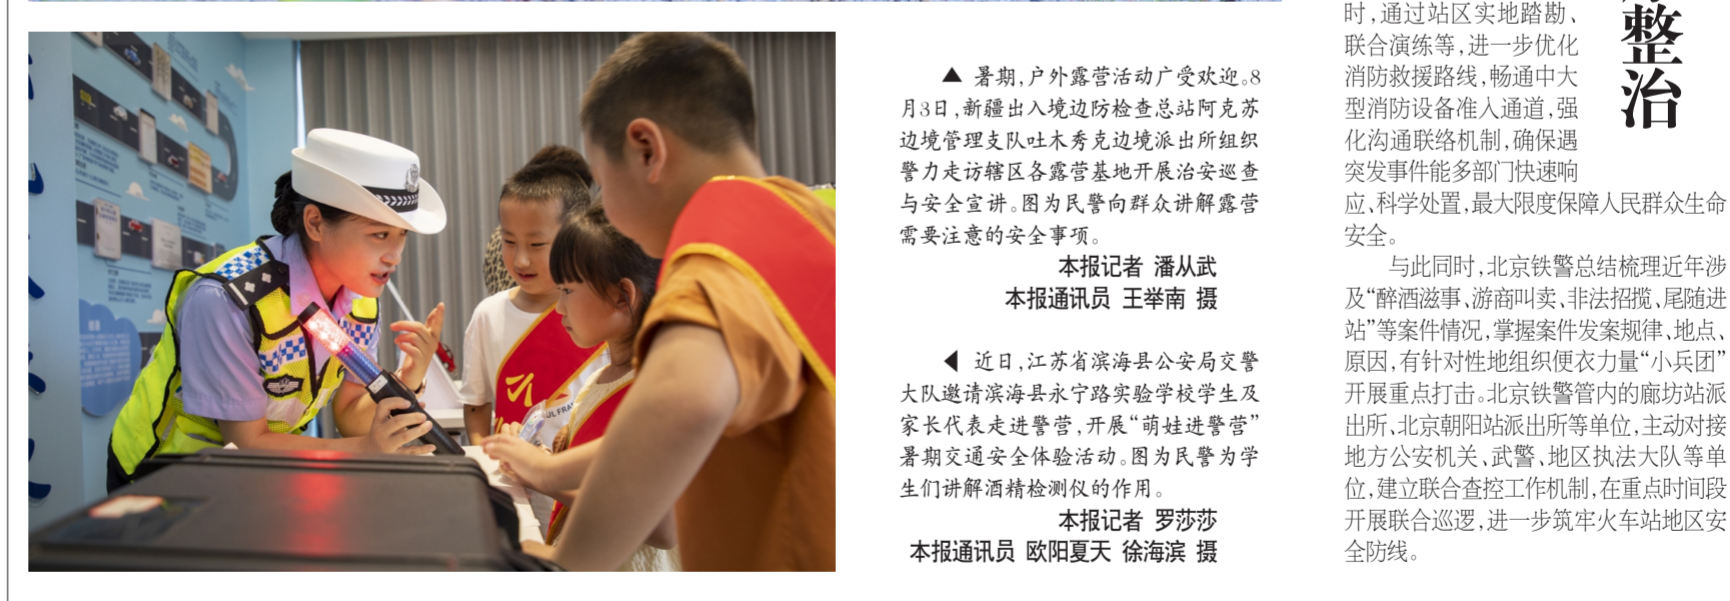 ▲ 暑期,户外露营活动广受欢迎。8
月3日,新疆出入境边防检查总站阿克苏
边境管理支队吐木秀克边境派出所组织
警力走访辖区各露营基地开展治安巡查
与安全宣讲。图为民警向群众讲解露营
需要注意的安全事项。
本报记者 潘从武
本报通讯员 王举南 摄
◀ 近日,江苏省滨海县公安局交警
大队邀请滨海县永宁路实验学校学生及
家长代表走进警营,开展“萌娃进警营”
暑期交通安全体验活动。图为民警为学
生们讲解酒精检测仪的作用。
本报记者 罗莎莎
本报通讯员 欧阳夏天 徐海滨 摄
整治
时,通过站区实地踏勘、
联合演练等,进一步优化
消防救援路线,畅通中大
型消防设备准入通道,强
化沟通联络机制,确保遇
突发事件能多部门快速响
应、科学处置,最大限度保障人民群众生命
安全。
与此同时,北京铁警总结梳理近年涉
及“醉酒滋事、游商叫卖、非法招揽、尾随进
站”等案件情况,掌握案件发案规律、地点、
原因,有针对性地组织便衣力量“小兵团”
开展重点打击。北京铁警管内的廊坊站派
出所、北京朝阳站派出所等单位,主动对接
地方公安机关、武警、地区执法大队等单
位,建立联合查控工作机制,在重点时间段
开展联合巡逻,进一步筑牢火车站地区安
全防线。